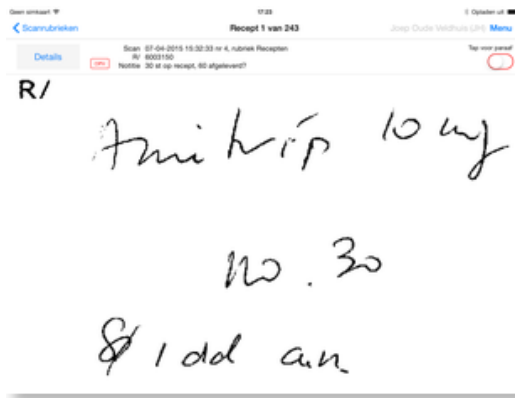 Geen simkaart 17:23 Opladen uit
Scanrubrieken Recept 1 van 243 Joep Oude Veldhuis (JH) Menu
Details Scan 07-04-2015 15:32:33 nr 4, rubriek Recepten Tap voor paraaf
R/ 6003150
Notitie 30 st op recept, 60 afgeleverd?
R/
Amitrip 10 mg
no. 30
S/ 1 dd a.n.